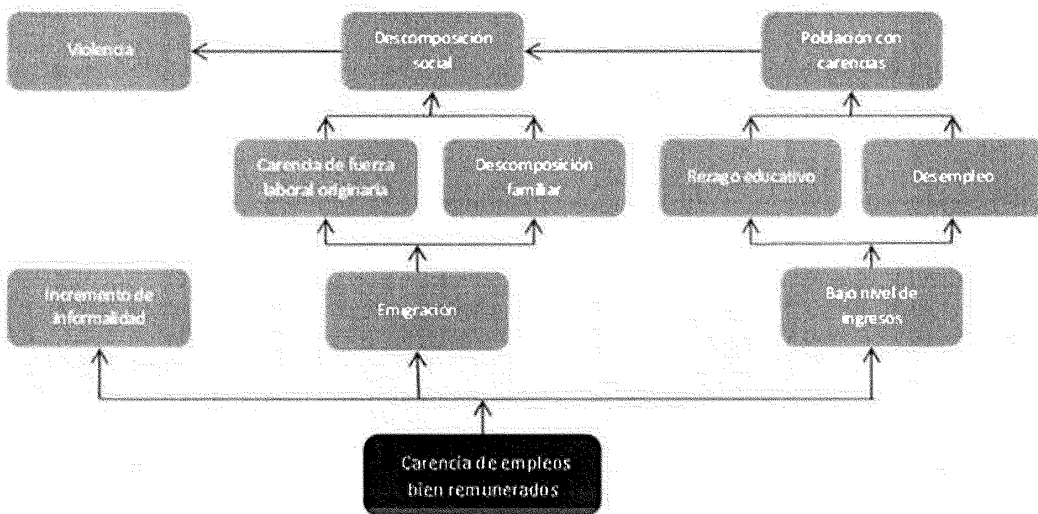 Violencia
Descomposición
social
Población con
carencias
Carencia de fuerza
laboral originaria
Descomposición
familiar
Rezago educativo
Desempleo
Incremento de
informalidad
Emigración
Bajo nivel de
ingresos
Carencia de empleos
bien remunerados